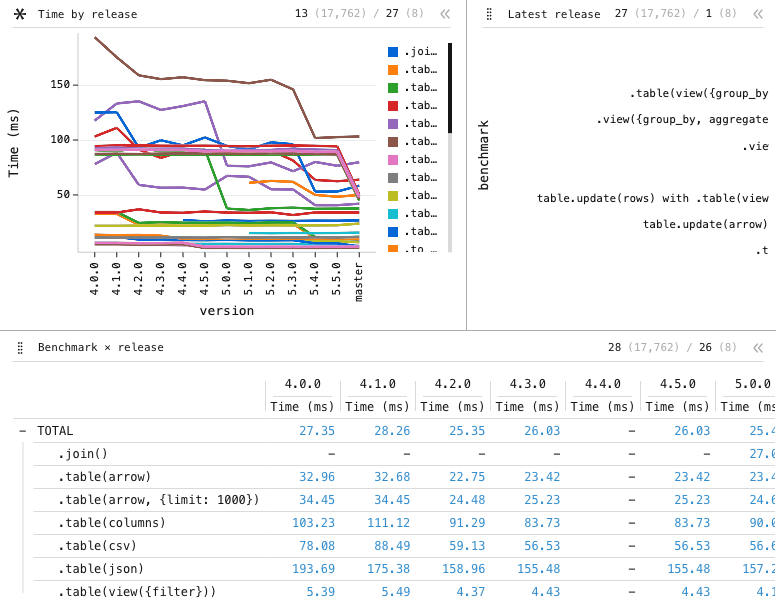 Time by release 13 (17,762) / 27 (8)
Latest release 27 (17,762) / 1 (8)
Time (ms)
150
100
50
4.0.0
4.1.0
4.2.0
4.3.0
4.4.0
4.5.0
5.0.0
5.1.0
5.2.0
5.3.0
5.4.0
5.5.0
master
version
.joi…
.tab…
.tab…
.tab…
.tab…
.tab…
.tab…
.tab…
.tab…
.tab…
.tab…
.to …
benchmark
.table(view({group_by
.view({group_by, aggregate
.vie
table.update(rows) with .table(view
table.update(arrow)
.t
Benchmark × release 28 (17,762) / 26 (8)
4.0.0 4.1.0 4.2.0 4.3.0 4.4.0 4.5.0 5.0.0
Time (ms) Time (ms) Time (ms) Time (ms) Time (ms) Time (ms) Time (ms
− TOTAL 27.35 28.26 25.35 26.03 – 26.03 25.4
.join() – – – – – – 27.0
.table(arrow) 32.96 32.68 22.75 23.42 – 23.42 23.4
.table(arrow, {limit: 1000}) 34.45 34.45 24.48 25.23 – 25.23 24.6
.table(columns) 103.23 111.12 91.29 83.73 – 83.73 90.0
.table(csv) 78.08 88.49 59.13 56.53 – 56.53 56.6
.table(json) 193.69 175.38 158.96 155.48 – 155.48 157.2
.table(view({filter})) 5.39 5.49 4.37 4.43 – 4.43 4.1